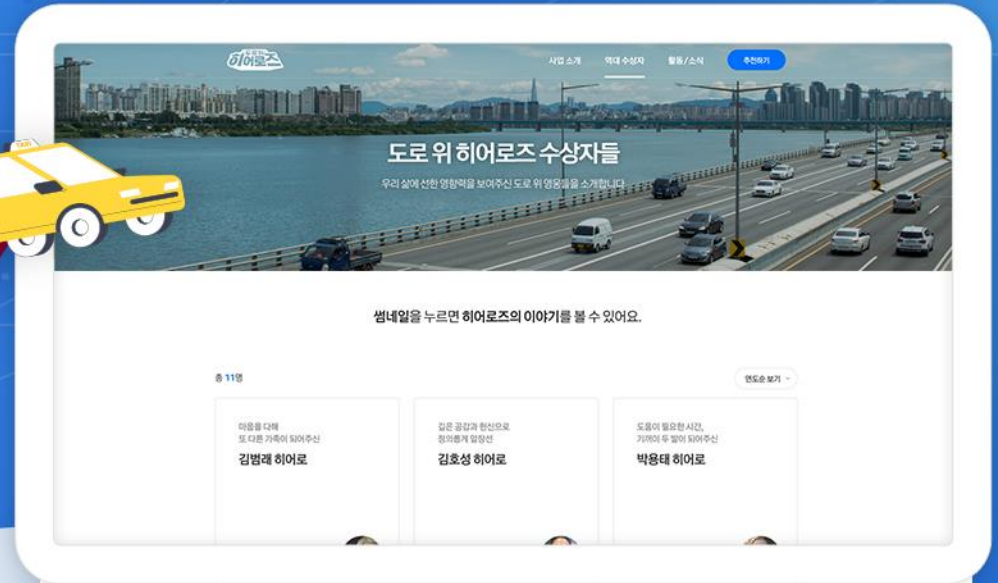 TAXI
도로 위
히어로즈
사업 소개
역대 수상자
활동/소식
추천하기
도로 위 히어로즈 수상자들
우리 삶에 선한 영향력을 보여주신 도로 위 영웅들을 소개합니다.
썸네일을 누르면 히어로즈의 이야기를 볼 수 있어요.
총 11명
연도순 보기
마음을 다해
또 다른 가족이 되어주신
김범래 히어로
깊은 공감과 헌신으로
정의롭게 앞장선
김호성 히어로
도움이 필요한 시간,
기꺼이 두 발이 되어주신
박용태 히어로